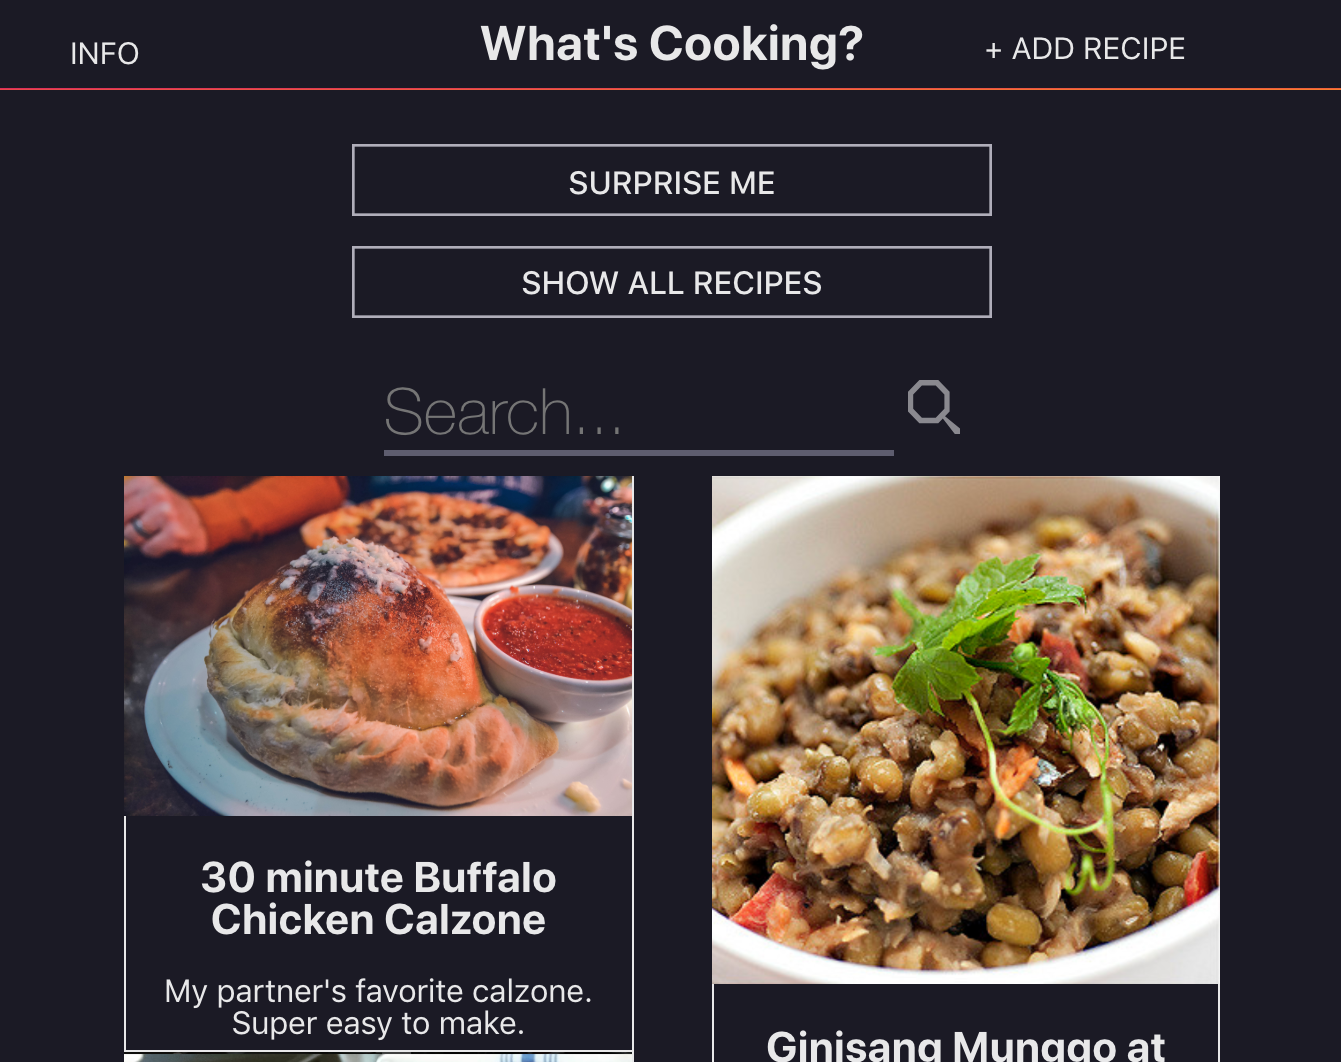 INFO
What's Cooking?
+ ADD RECIPE
SURPRISE ME
SHOW ALL RECIPES
Search...
30 minute Buffalo
Chicken Calzone
My partner's favorite calzone.
Super easy to make.
Ginisang Munggo at